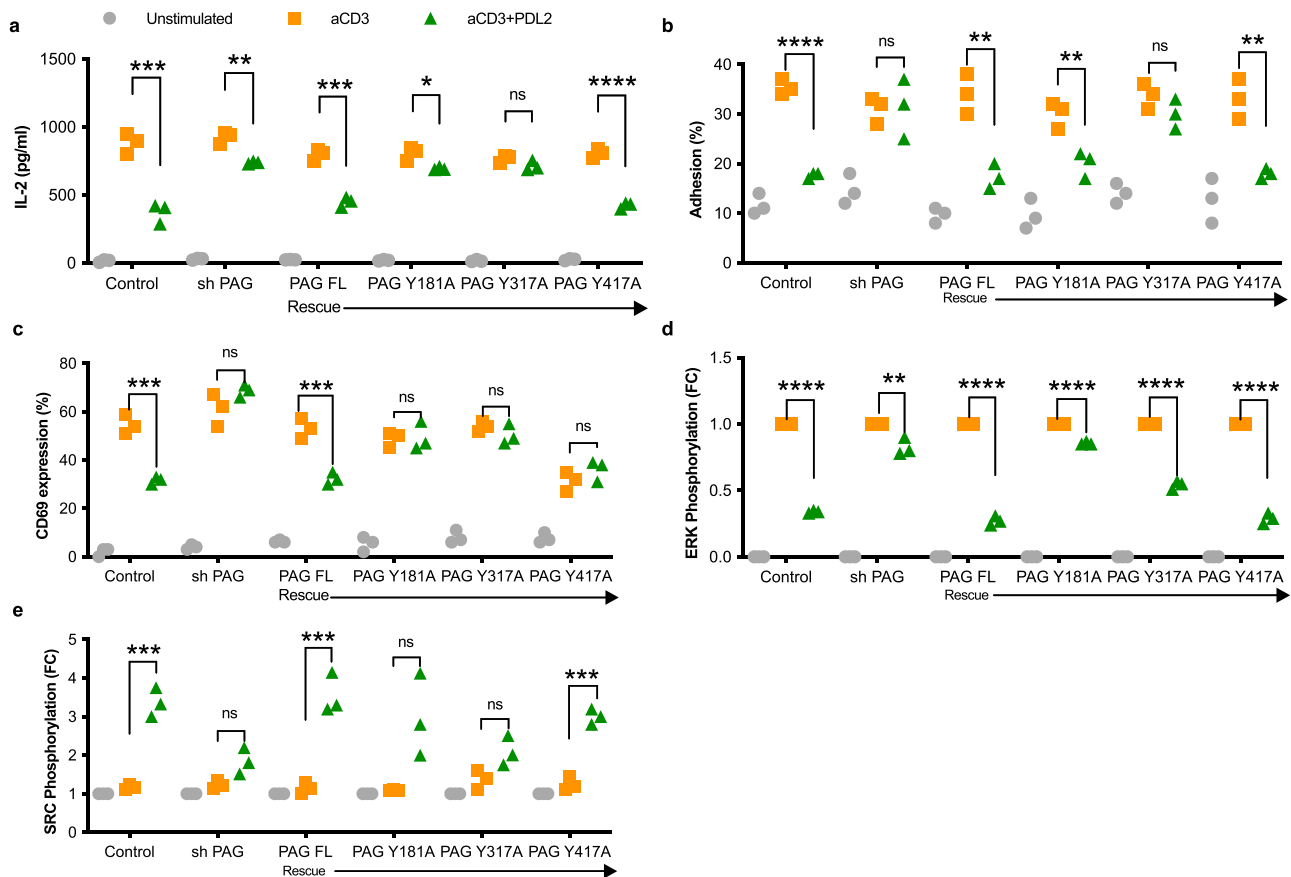 a
Unstimulated aCD3 aCD3+PDL2
IL-2 (pg/ml)
1500
1000
500
0
*** ** *** * ns ****
Control sh PAG PAG FL PAG Y181A PAG Y317A PAG Y417A
Rescue
b
Adhesion (%)
40
30
20
10
0
**** ns ** ** ns **
Control sh PAG PAG FL PAG Y181A PAG Y317A PAG Y417A
Rescue
c
CD69 expression (%)
80
60
40
20
0
*** ns *** ns ns ns
Control sh PAG PAG FL PAG Y181A PAG Y317A PAG Y417A
Rescue
d
ERK Phosphorylation (FC)
1.5
1.0
0.5
0.0
**** ** **** **** **** ****
Control sh PAG PAG FL PAG Y181A PAG Y317A PAG Y417A
Rescue
e
SRC Phosphorylation (FC)
5
4
3
2
1
0
*** ns *** ns ns ***
Control sh PAG PAG FL PAG Y181A PAG Y317A PAG Y417A
Rescue